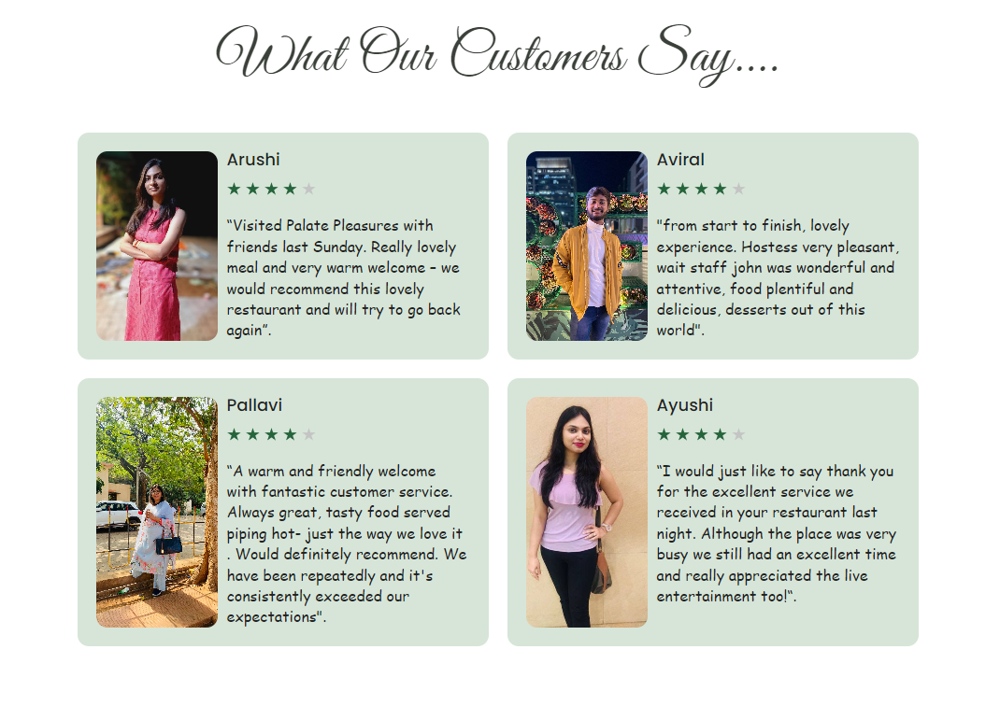 What Our Customers Say....
Arushi
★★★★★
“Visited Palate Pleasures with
friends last Sunday. Really lovely
meal and very warm welcome – we
would recommend this lovely
restaurant and will try to go back
again”.
Aviral
★★★★★
"from start to finish, lovely
experience. Hostess very pleasant,
wait staff john was wonderful and
attentive, food plentiful and
delicious, desserts out of this
world".
Pallavi
★★★★★
“A warm and friendly welcome
with fantastic customer service.
Always great, tasty food served
piping hot- just the way we love it
. Would definitely recommend. We
have been repeatedly and it's
consistently exceeded our
expectations".
Ayushi
★★★★★
“I would just like to say thank you
for the excellent service we
received in your restaurant last
night. Although the place was very
busy we still had an excellent time
and really appreciated the live
entertainment too!“.